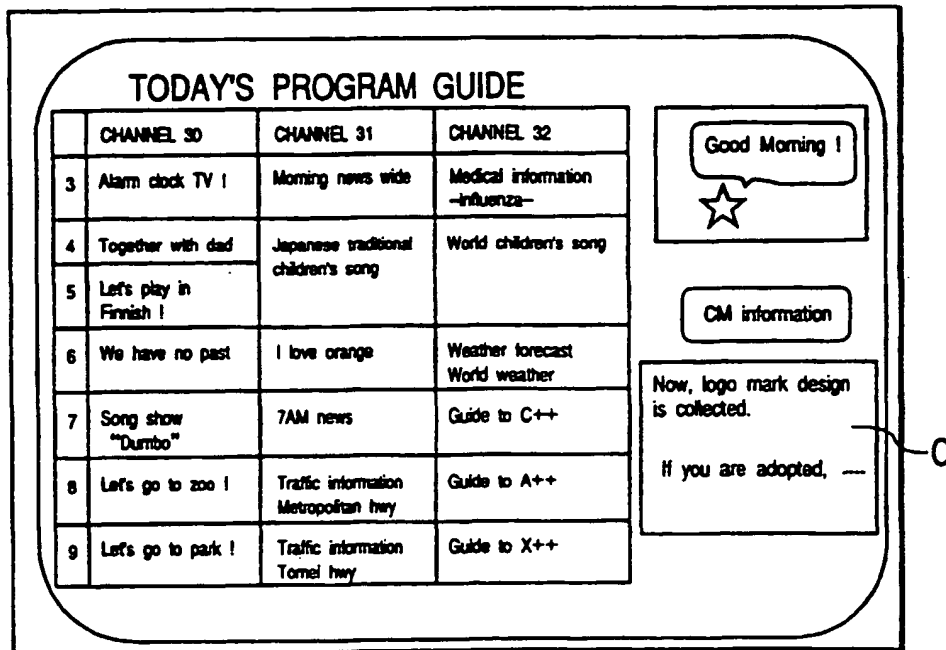 TODAY'S PROGRAM GUIDE
CHANNEL 30 CHANNEL 31 CHANNEL 32
3 Alarm clock TV ! Morning news wide Medical information
-influenza-
4 Together with dad Japanese traditional World children's song
children's song
5 Let's play in
Finnish !
6 We have no past I love orange Weather forecast
World weather
7 Song show 7AM news Guide to C++
"Dumbo"
8 Let's go to zoo ! Traffic information Guide to A++
Metropolitan hwy
9 Let's go to park ! Traffic information Guide to X++
Tomei hwy
Good Morning !
CM information
Now, logo mark design
is collected.
If you are adopted, ----
C